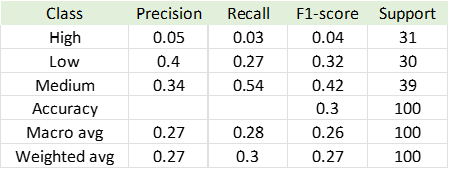 Class Precision Recall F1-score Support
High 0.05 0.03 0.04 31
Low 0.4 0.27 0.32 30
Medium 0.34 0.54 0.42 39
Accuracy 0.3 100
Macro avg 0.27 0.28 0.26 100
Weighted avg 0.27 0.3 0.27 100